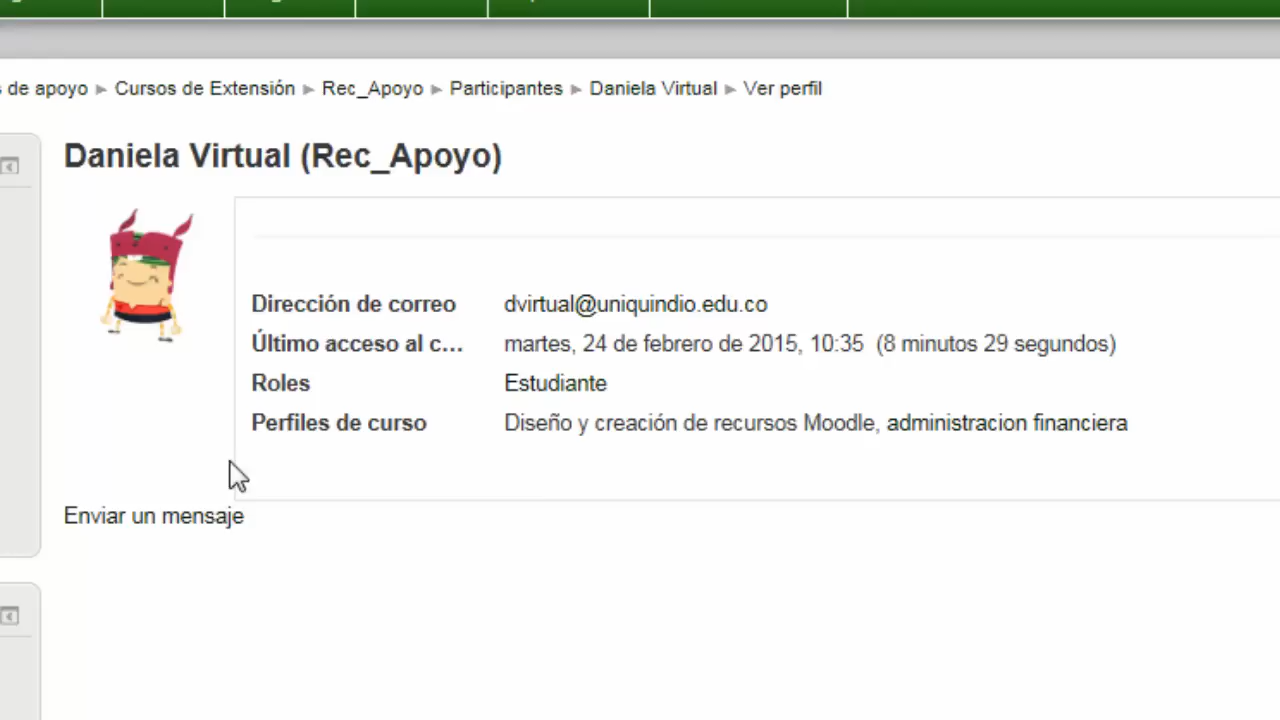 s de apoyo ► Cursos de Extensión ► Rec_Apoyo ► Participantes ► Daniela Virtual ► Ver perfil
Daniela Virtual (Rec_Apoyo)
Dirección de correo dvirtual@uniquindio.edu.co
Último acceso al c... martes, 24 de febrero de 2015, 10:35 (8 minutos 29 segundos)
Roles Estudiante
Perfiles de curso Diseño y creación de recursos Moodle, administracion financiera
Enviar un mensaje